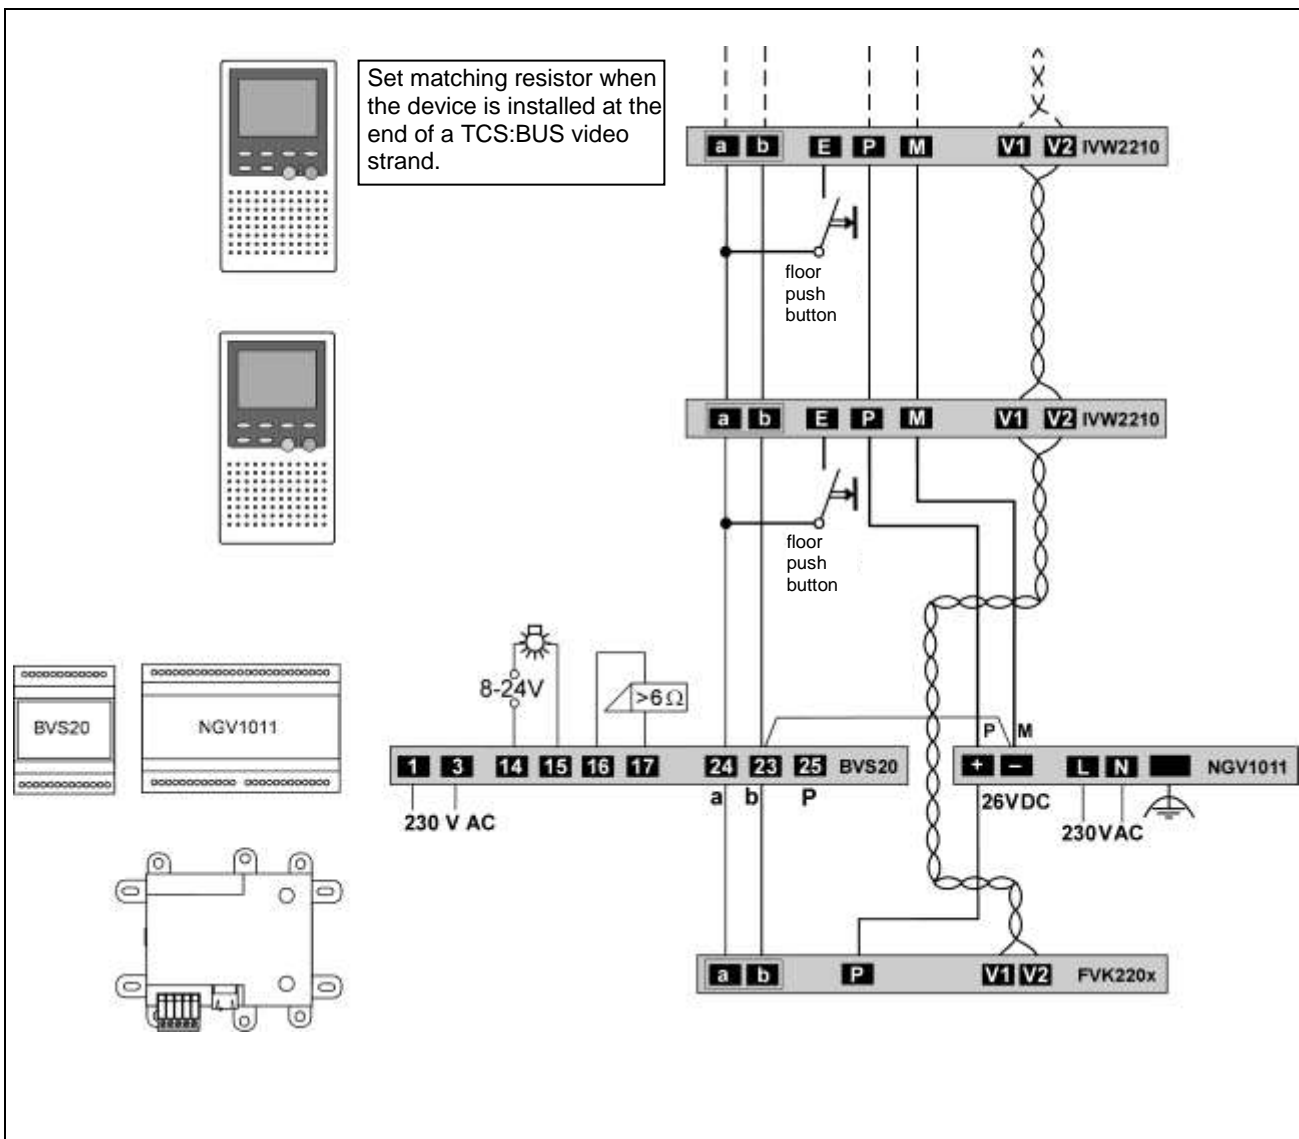 Set matching resistor when
the device is installed at the
end of a TCS:BUS video
strand.
a b E P M V1 V2 IVW2210
floor
push
button
a b E P M V1 V2 IVW2210
floor
push
button
8-24V
>6Ω
BVS20
NGV1011
P M
1 3 14 15 16 17 24 23 25 BVS20
+ – L N NGV1011
a b P
26VDC
230 V AC
230VAC
a b P V1 V2 FVK220x